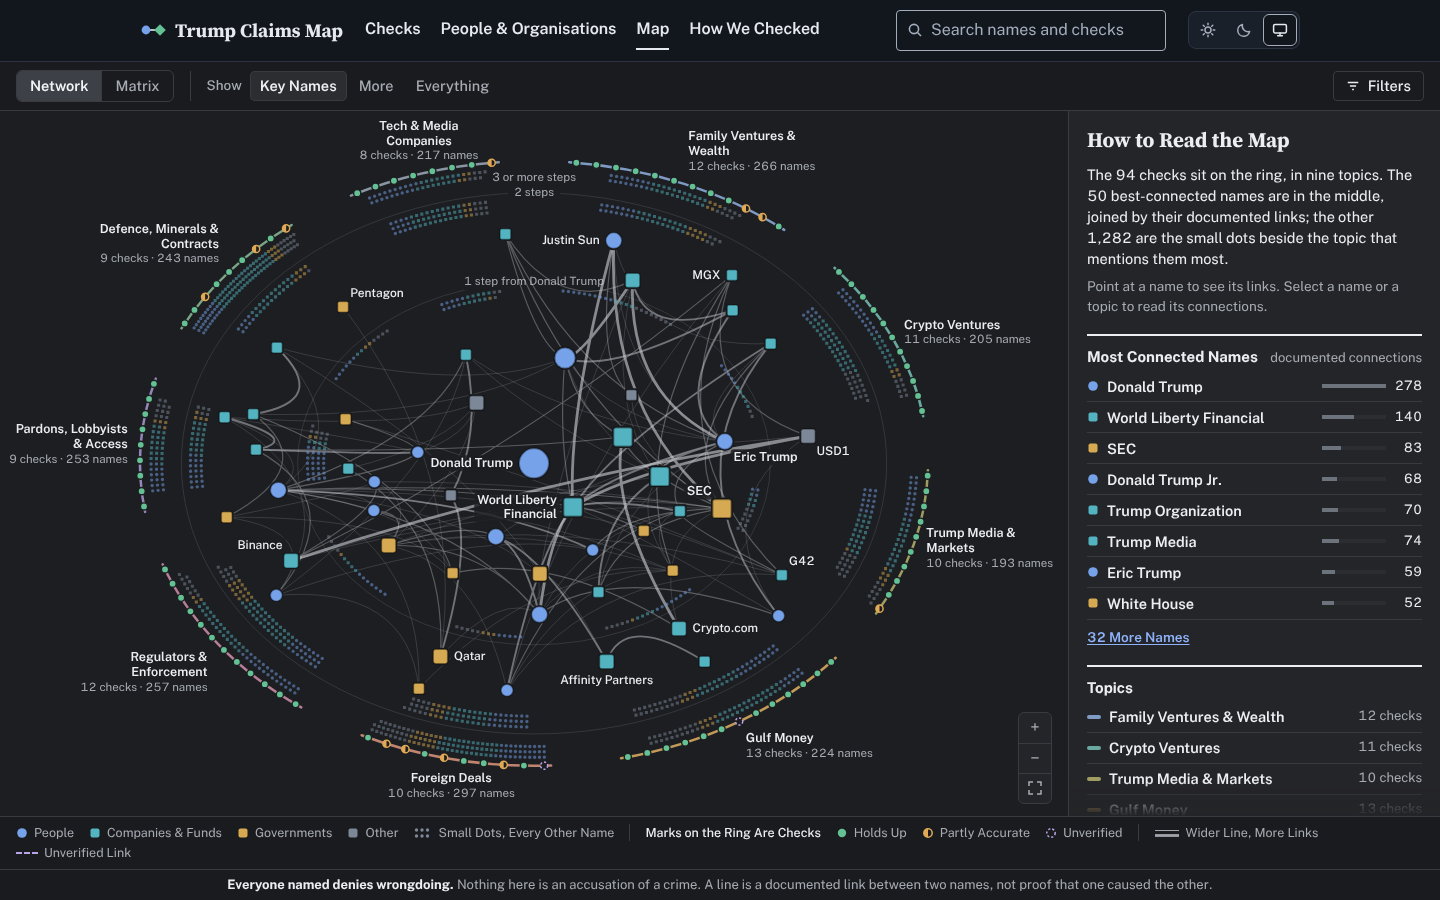 Trump Claims Map
Checks
People & Organisations
Map
How We Checked
Search names and checks
Network
Matrix
Show
Key Names
More
Everything
Filters
Tech & Media
Companies
8 checks · 217 names
Family Ventures &
Wealth
12 checks · 266 names
3 or more steps
2 steps
Defence, Minerals &
Contracts
9 checks · 243 names
Justin Sun
MGX
1 step from Donald Trump
Pentagon
Crypto Ventures
11 checks · 205 names
Pardons, Lobbyists
& Access
9 checks · 253 names
Donald Trump
Eric Trump
USD1
World Liberty
Financial
SEC
Binance
G42
Trump Media &
Markets
10 checks · 193 names
Crypto.com
Qatar
Affinity Partners
Regulators &
Enforcement
12 checks · 257 names
Gulf Money
13 checks · 224 names
Foreign Deals
10 checks · 297 names
How to Read the Map
The 94 checks sit on the ring, in nine topics. The
50 best-connected names are in the middle,
joined by their documented links; the other
1,282 are the small dots beside the topic that
mentions them most.
Point at a name to see its links. Select a name or a
topic to read its connections.
Most Connected Names documented connections
Donald Trump 278
World Liberty Financial 140
SEC 83
Donald Trump Jr. 68
Trump Organization 70
Trump Media 74
Eric Trump 59
White House 52
32 More Names
Topics
Family Ventures & Wealth 12 checks
Crypto Ventures 11 checks
Trump Media & Markets 10 checks
Gulf Money 13 checks
People
Companies & Funds
Governments
Other
Small Dots, Every Other Name
Marks on the Ring Are Checks
Holds Up
Partly Accurate
Unverified
Wider Line, More Links
Unverified Link
Everyone named denies wrongdoing. Nothing here is an accusation of a crime. A line is a documented link between two names, not proof that one caused the other.